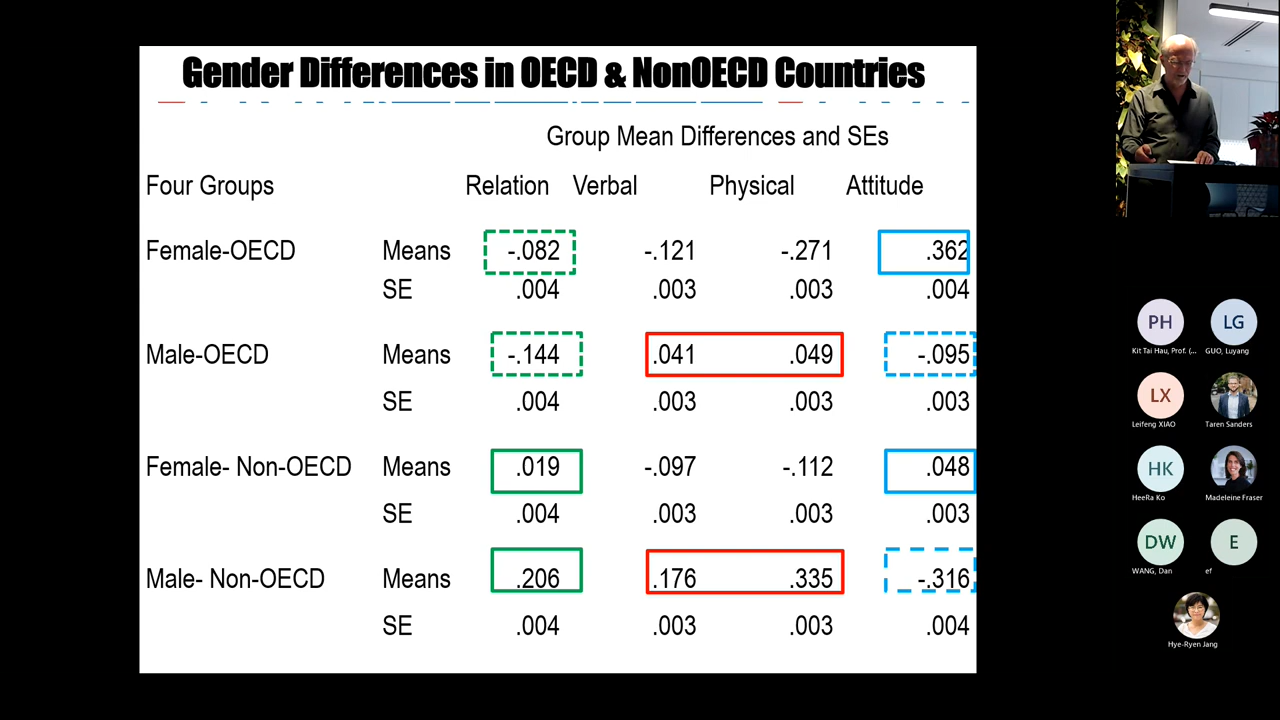 Gender Differences in OECD & NonOECD Countries
Group Mean Differences and SEs
Four Groups Relation Verbal Physical Attitude
Female-OECD Means -.082 -.121 -.271 .362
SE .004 .003 .003 .004
Male-OECD Means -.144 .041 .049 -.095
SE .004 .003 .003 .003
Female- Non-OECD Means .019 -.097 -.112 .048
SE .004 .003 .003 .003
Male- Non-OECD Means .206 .176 .335 -.316
SE .004 .003 .003 .004
PH LG
Kit Tai Hau, Prof. (... GUO, Luyang
LX
Leifeng XIAO Taren Sanders
HK
HeeRa Ko Madeleine Fraser
DW E
WANG, Dan ef
Hye-Ryen Jang